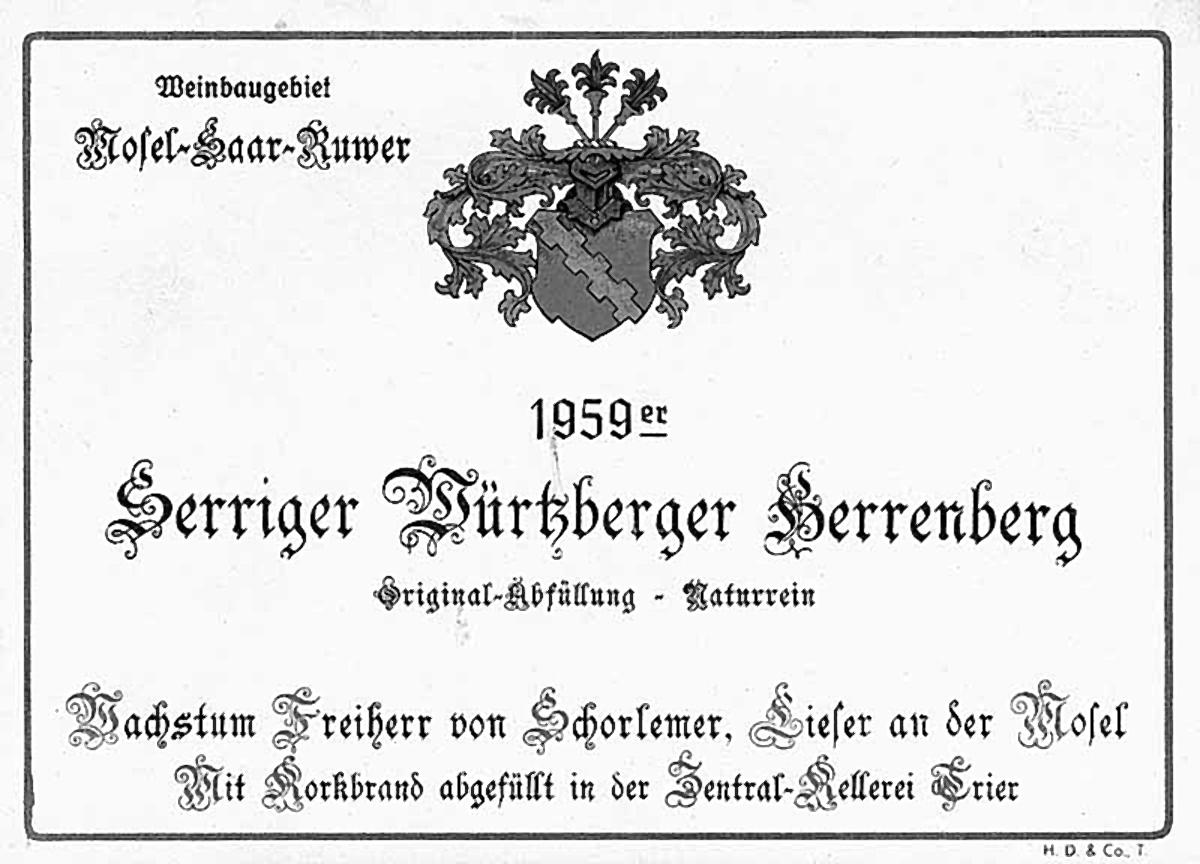 Weinbaugebiet
Mosel-Saar-Ruwer
1959er
Serriger Würtzberger Herrenberg
Original-Abfüllung - Naturrein
Wachstum Freiherr von Schorlemer, Lieser an der Mosel
Mit Korkbrand abgefüllt in der Zentral-Kellerei Trier
H. D. & Co., T.